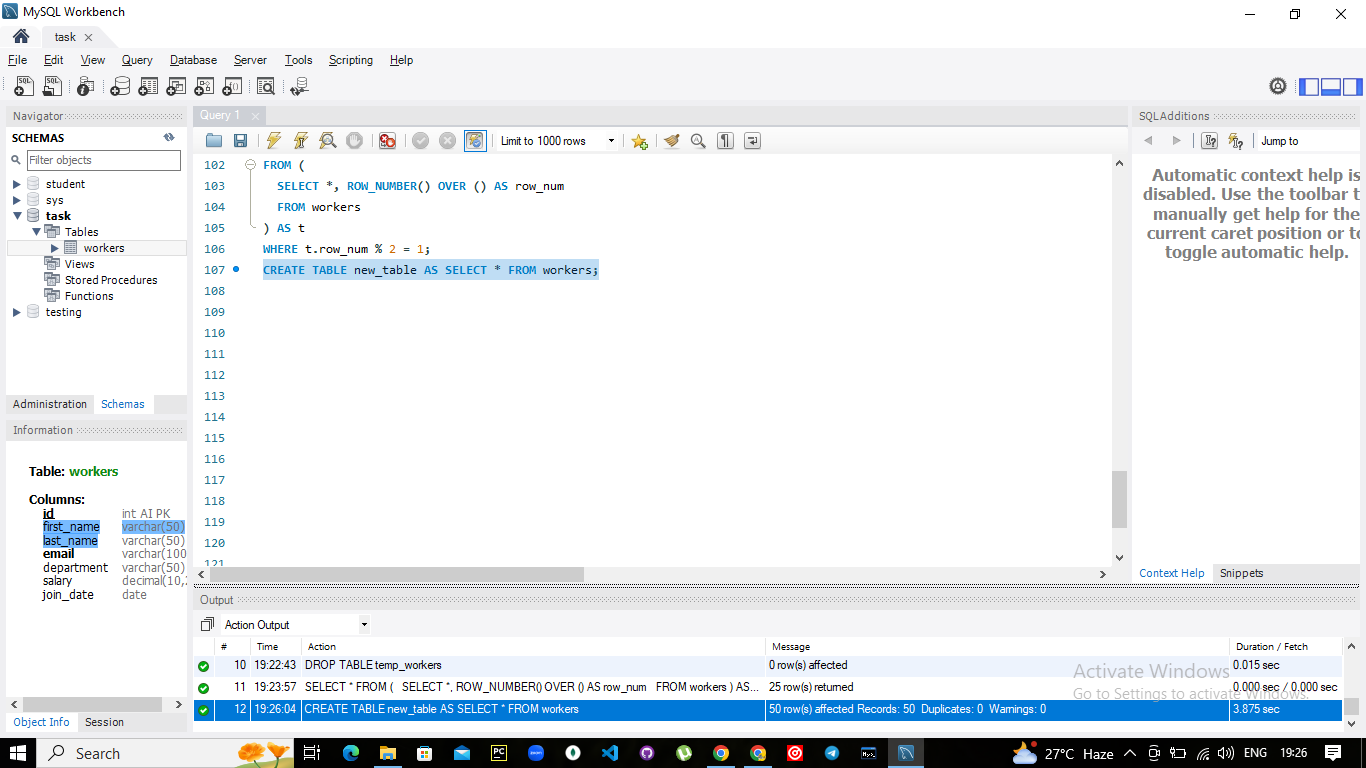 MySQL Workbench
task
File Edit View Query Database Server Tools Scripting Help
Navigator
SCHEMAS
Filter objects
student
sys
task
Tables
workers
Views
Stored Procedures
Functions
testing
Administration Schemas
Information
Table: workers
Columns:
id int AI PK
first_name varchar(50)
last_name varchar(50)
email varchar(100
department varchar(50)
salary decimal(10,
join_date date
Object Info Session
Query 1
Limit to 1000 rows
102 FROM (
103 SELECT *, ROW_NUMBER() OVER () AS row_num
104 FROM workers
105 ) AS t
106 WHERE t.row_num % 2 = 1;
107 CREATE TABLE new_table AS SELECT * FROM workers;
108
109
110
111
112
113
114
115
116
117
118
119
120
121
SQLAdditions
Jump to
Automatic context help is
disabled. Use the toolbar t
manually get help for the
current caret position or to
toggle automatic help.
Context Help Snippets
Output
Action Output
# Time Action Message Duration / Fetch
10 19:22:43 DROP TABLE temp_workers 0 row(s) affected 0.015 sec
11 19:23:57 SELECT * FROM ( SELECT *, ROW_NUMBER() OVER () AS row_num FROM workers ) AS... 25 row(s) returned 0.000 sec / 0.000 sec
12 19:26:04 CREATE TABLE new_table AS SELECT * FROM workers 50 row(s) affected Records: 50 Duplicates: 0 Warnings: 0 3.875 sec
Activate Windows
Go to Settings to activate Windows.
Search
27°C Haze ENG 19:26